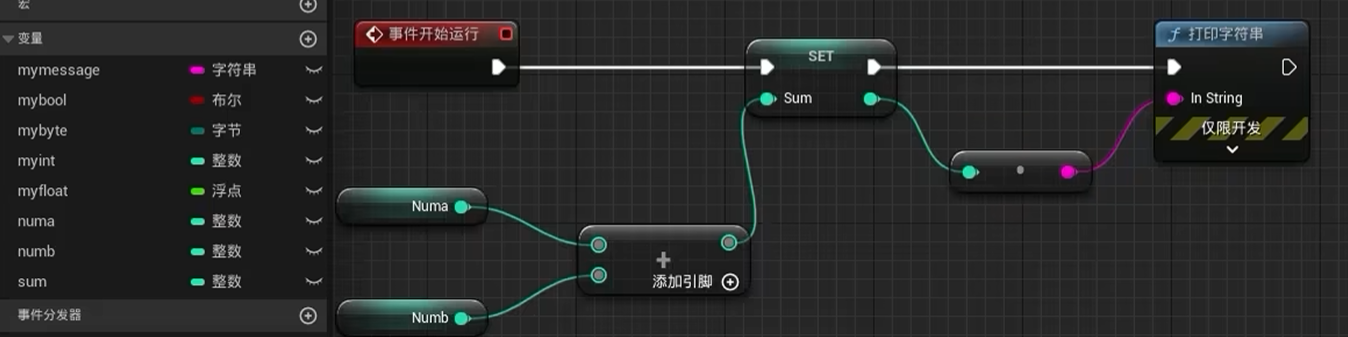 宏
变量
mymessage 字符串
mybool 布尔
mybyte 字节
myint 整数
myfloat 浮点
numa 整数
numb 整数
sum 整数
事件分发器
事件开始运行
SET
Sum
打印字符串
In String
仅限开发
Numa
添加引脚
Numb